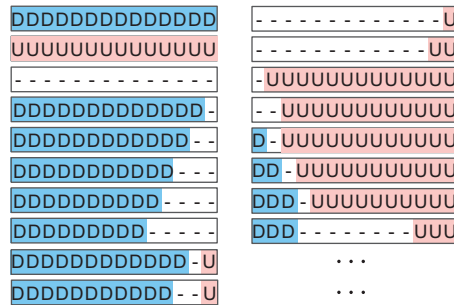 DDDDDDDDDDDDDD
UUUUUUUUUUUUUU
- - - - - - - - - - - - - -
DDDDDDDDDDDDD -
DDDDDDDDDDDD - -
DDDDDDDDDDD - - -
DDDDDDDDDD - - - -
DDDDDDDDD - - - - -
DDDDDDDDDDDD - U
DDDDDDDDDDD - - U
- - - - - - - - - - - - - U
- - - - - - - - - - - - UU
- UUUUUUUUUUUUU
- - UUUUUUUUUUUU
D - UUUUUUUUUUUU
DD - UUUUUUUUUUU
DDD - UUUUUUUUUU
DDD - - - - - - - - UUU
...
...